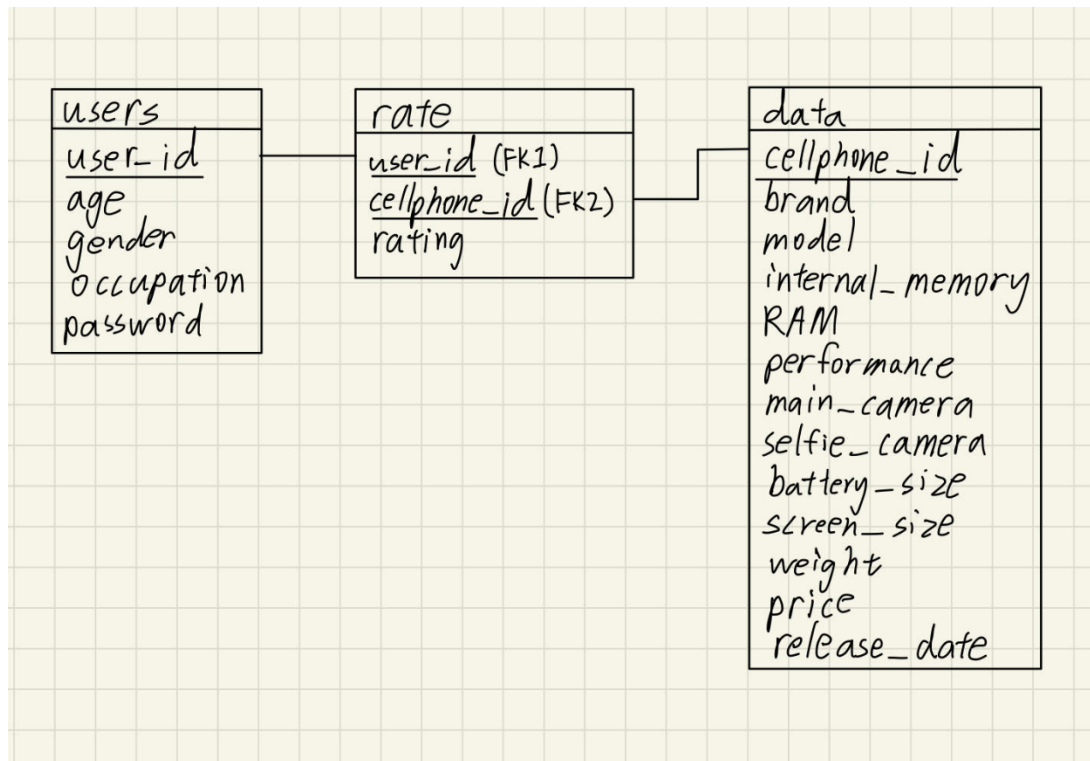 users
user_id
age
gender
occupation
password
rate
user_id (FK1)
cellphone_id (FK2)
rating
data
cellphone_id
brand
model
internal_memory
RAM
performance
main_camera
selfie_camera
battery_size
screen_size
weight
price
release_date